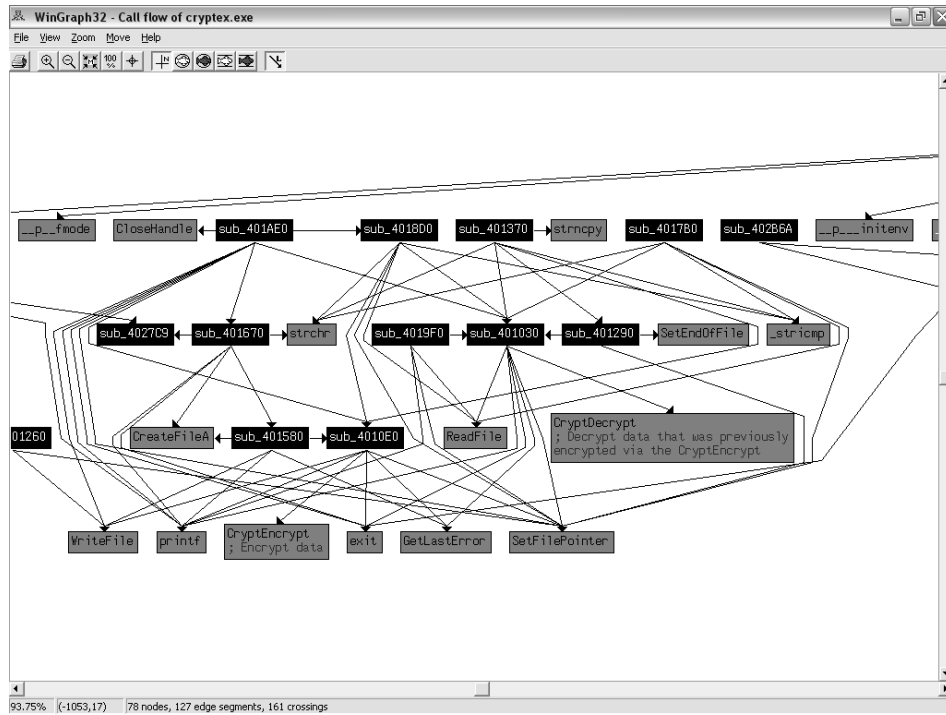 WinGraph32 - Call flow of cryptex.exe
File View Zoom Move Help
100
%
N
__p__fmode CloseHandle sub_401AE0 sub_4018D0 sub_401370 strncpy sub_4017B0 sub_402B6A __p___initenv
sub_4027C9 sub_401670 strchr sub_4019F0 sub_401030 sub_401290 SetEndOfFile _stricmp
01260 CreateFileA sub_401580 sub_4010E0 ReadFile
CryptDecrypt
; Decrypt data that was previously
encrypted via the CryptEncrypt
WriteFile printf
CryptEncrypt
; Encrypt data
exit GetLastError SetFilePointer
93.75% (-1053,17) 78 nodes, 127 edge segments, 161 crossings